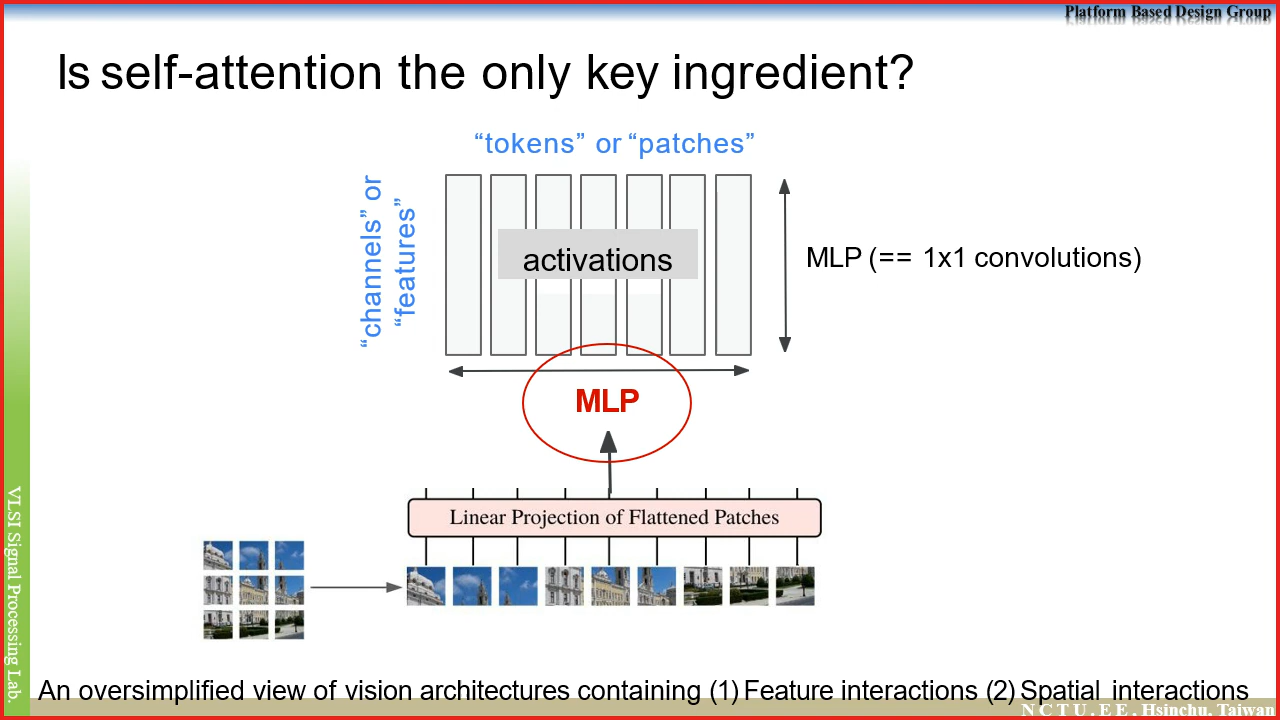 Platform Based Design Group
Is self-attention the only key ingredient?
“tokens” or “patches”
“channels” or
“features”
activations
MLP (== 1x1 convolutions)
MLP
Linear Projection of Flattened Patches
VLSI Signal Processing Lab.
An oversimplified view of vision architectures containing (1) Feature interactions (2) Spatial interactions
N C T U . E E , Hsinchu, Taiwan